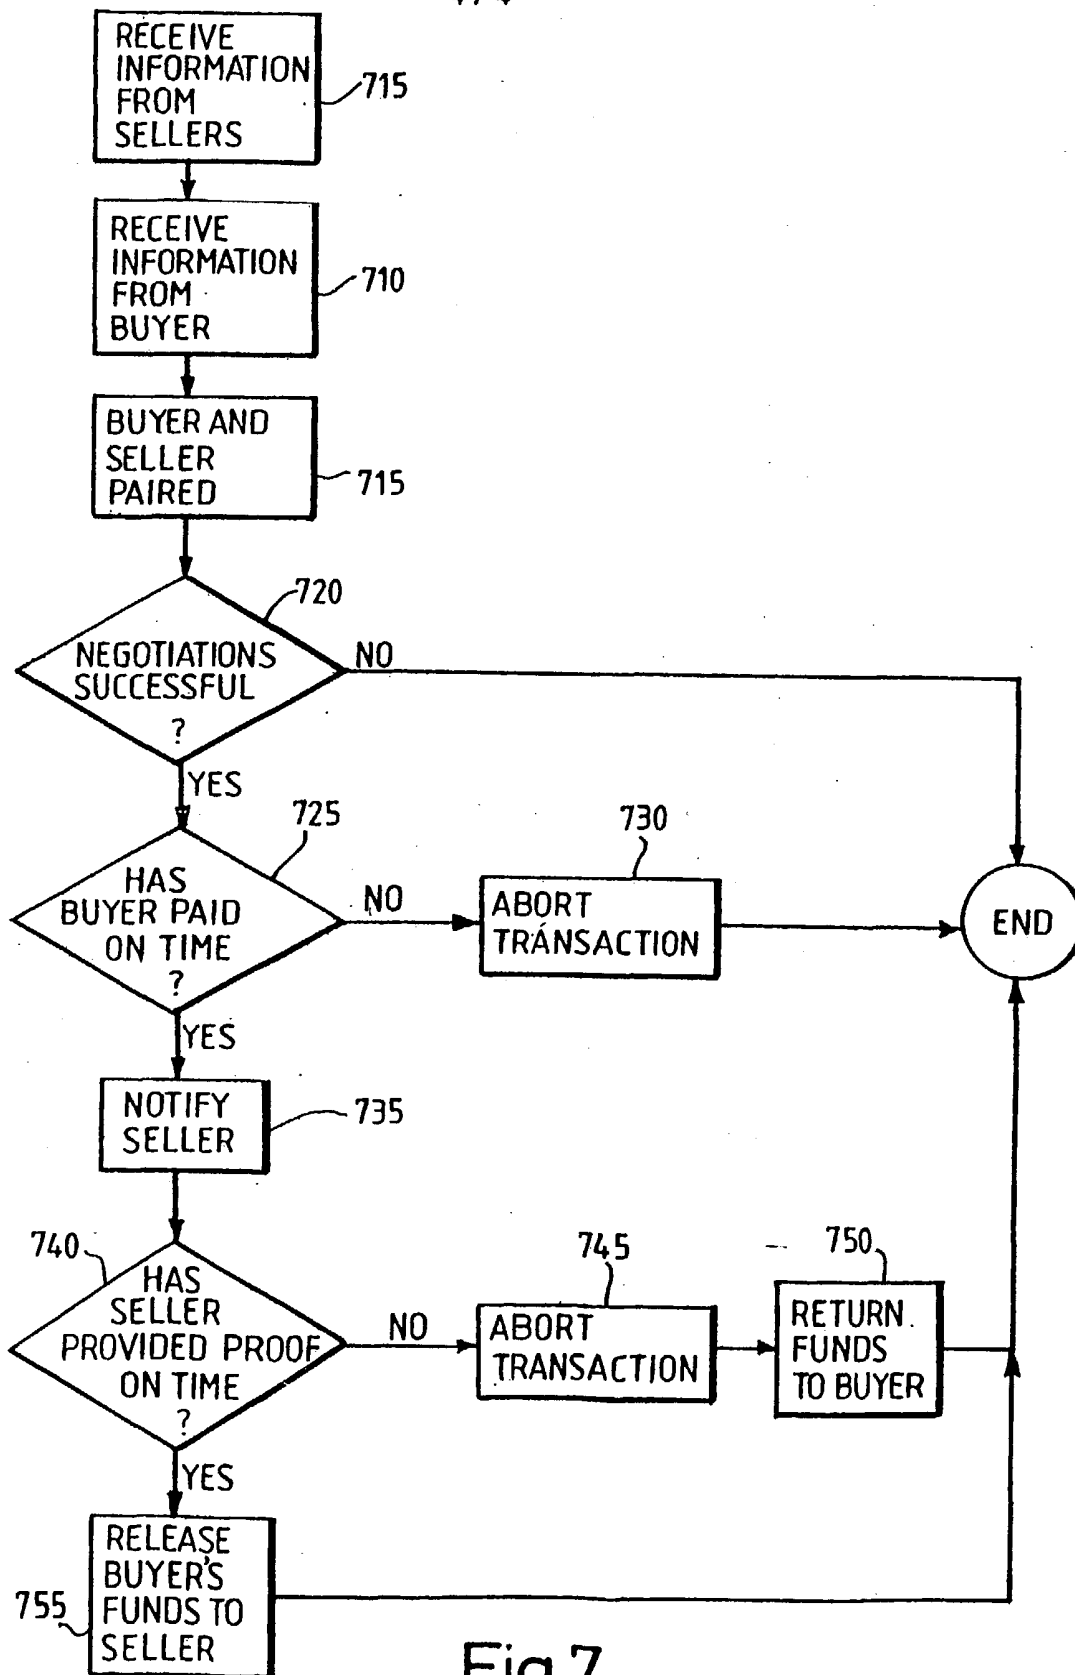 RECEIVE
INFORMATION
FROM
SELLERS
715
RECEIVE
INFORMATION
FROM
BUYER
710
BUYER AND
SELLER
PAIRED
715
720
NEGOTIATIONS
SUCCESSFUL
?
NO
YES
725
HAS
BUYER PAID
ON TIME
?
NO
730
ABORT
TRANSACTION
END
YES
NOTIFY
SELLER
735
740
HAS
SELLER
PROVIDED PROOF
ON TIME
?
NO
745
ABORT
TRANSACTION
750
RETURN
FUNDS
TO BUYER
YES
RELEASE
BUYER'S
FUNDS TO
SELLER
755
Fig.7